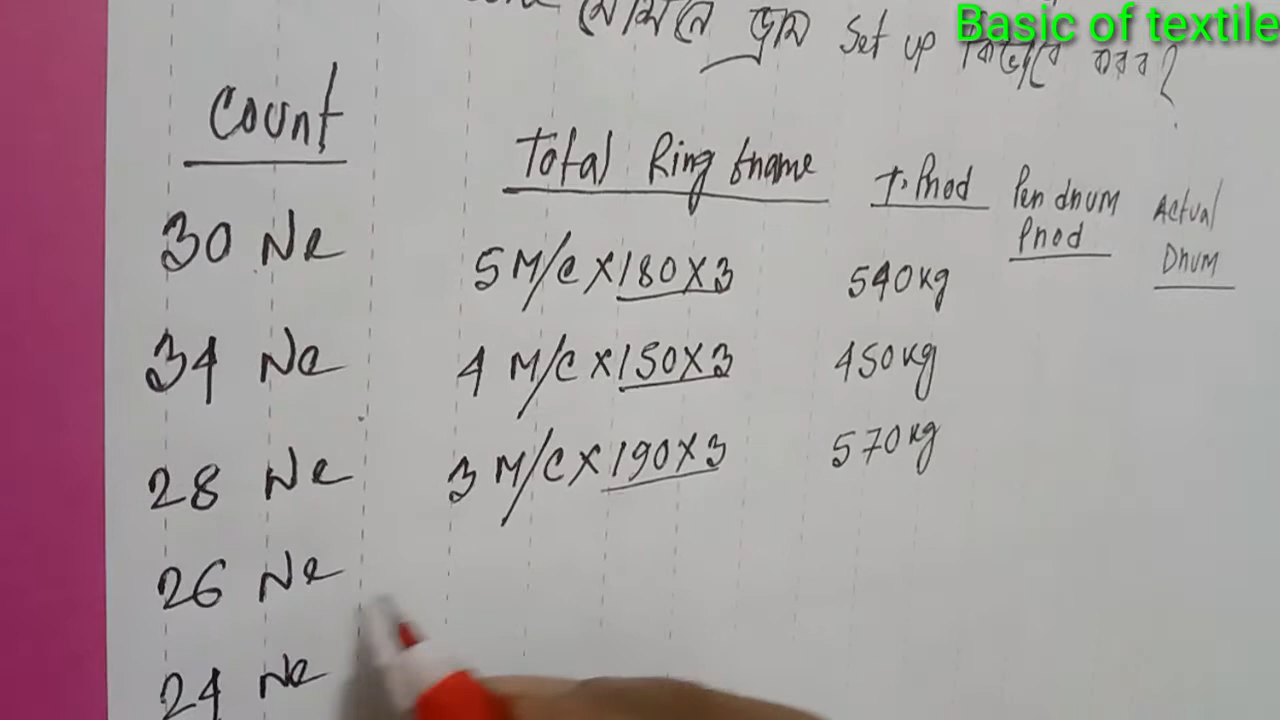 Basic of textile
মেশিনে ড্রাম Set up কিভাবে করব?
Count Total Ring frame T. Prod Per drum Prod Actual Drum
30 Ne 5 M/C X 180 X 3 540 kg
34 Ne 4 M/C X 150 X 3 450 kg
28 Ne 3 M/C X 190 X 3 570 kg
26 Ne
24 Ne